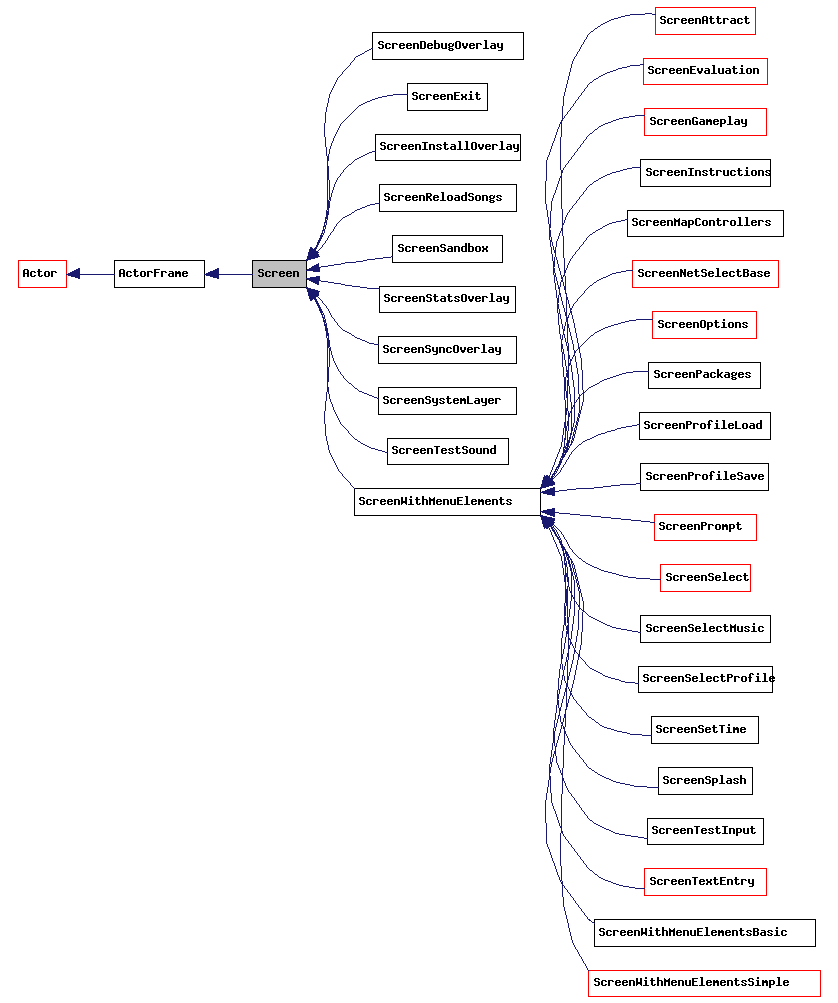 Actor
ActorFrame
Screen
ScreenDebugOverlay
ScreenExit
ScreenInstallOverlay
ScreenReloadSongs
ScreenSandbox
ScreenStatsOverlay
ScreenSyncOverlay
ScreenSystemLayer
ScreenTestSound
ScreenWithMenuElements
ScreenAttract
ScreenEvaluation
ScreenGameplay
ScreenInstructions
ScreenMapControllers
ScreenNetSelectBase
ScreenOptions
ScreenPackages
ScreenProfileLoad
ScreenProfileSave
ScreenPrompt
ScreenSelect
ScreenSelectMusic
ScreenSelectProfile
ScreenSetTime
ScreenSplash
ScreenTestInput
ScreenTextEntry
ScreenWithMenuElementsBasic
ScreenWithMenuElementsSimple